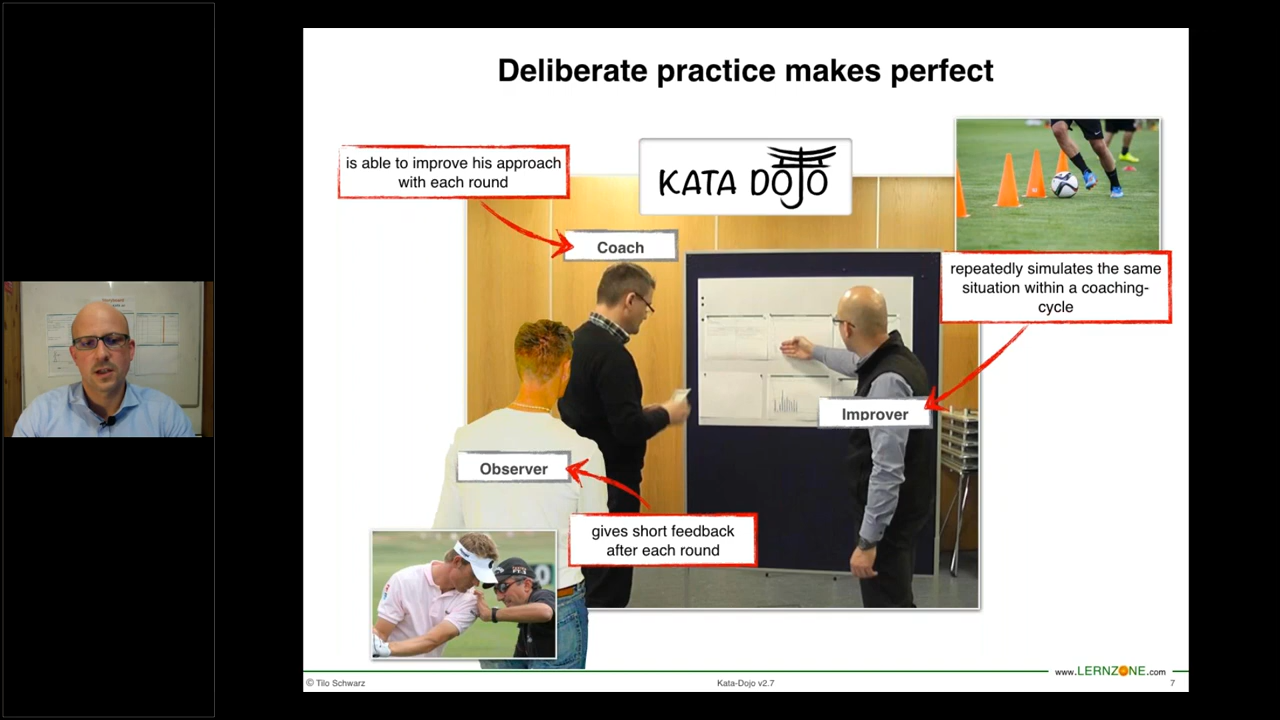 Deliberate practice makes perfect
is able to improve his approach
with each round
KATA DOJO
Coach
repeatedly simulates the same
situation within a coaching-
cycle
Improver
Observer
gives short feedback
after each round
www.LERNZONE.com
© Tilo Schwarz
Kata-Dojo v2.7
7